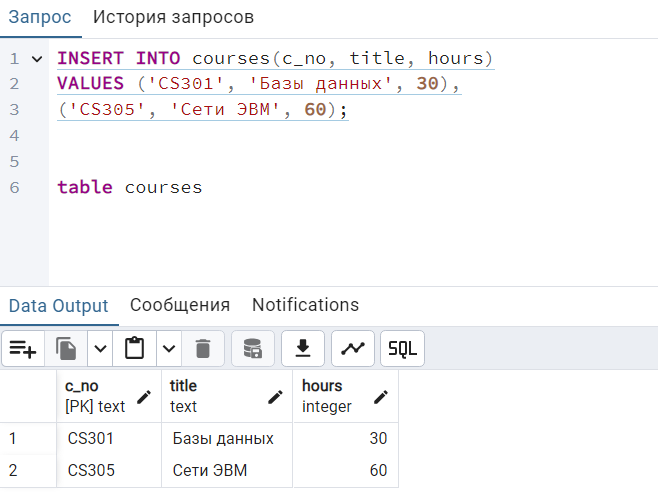 Запрос История запросов
1 INSERT INTO courses(c_no, title, hours)
2 VALUES ('CS301', 'Базы данных', 30),
3 ('CS305', 'Сети ЭВМ', 60);
4
5
6 table courses
Data Output Сообщения Notifications
SQL
c_no title hours
[PK] text text integer
1 CS301 Базы данных 30
2 CS305 Сети ЭВМ 60